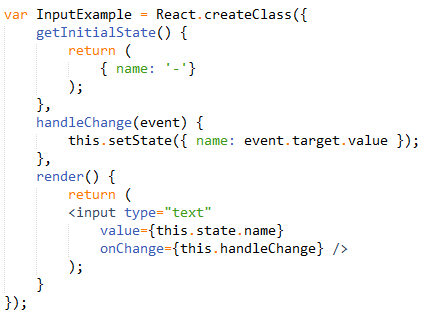 var InputExample = React.createClass({
    getInitialState() {
        return (
            { name: '-'}
        );
    },
    handleChange(event) {
        this.setState({ name: event.target.value });
    },
    render() {
        return (
        <input type="text"
            value={this.state.name}
            onChange={this.handleChange} />
        );
    }
});